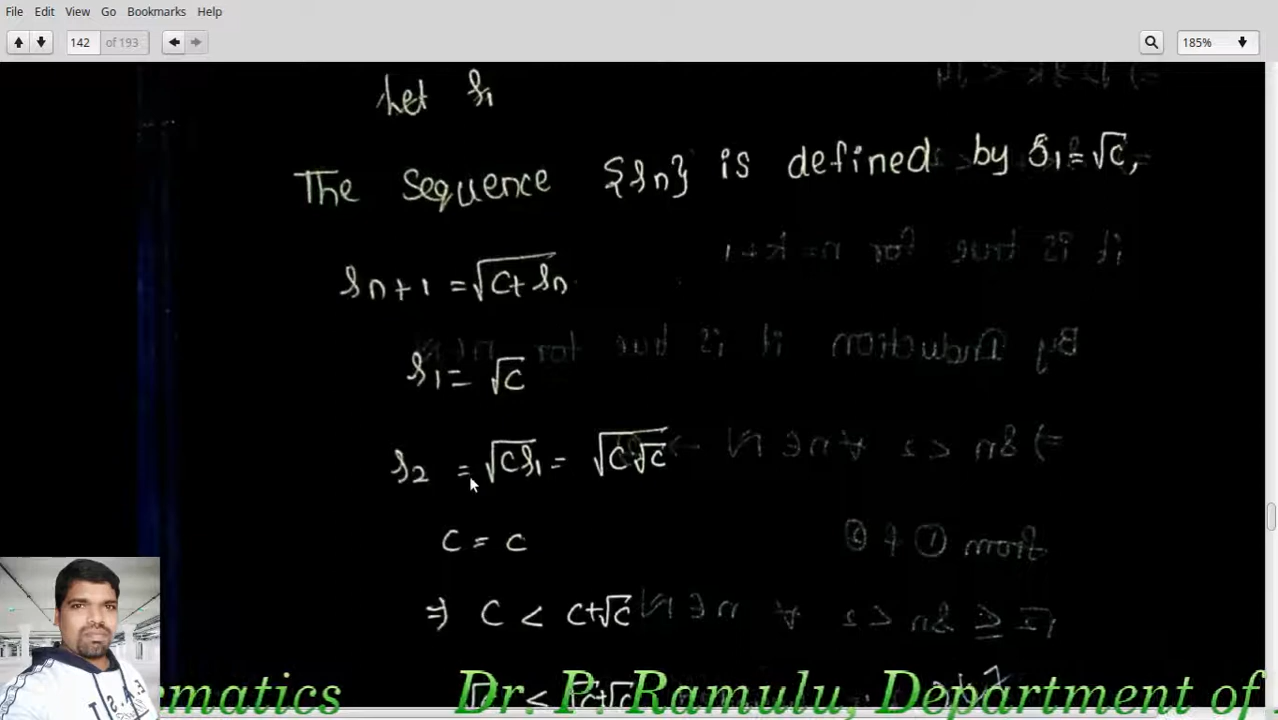 File Edit View Go Bookmarks Help
142 of 193 185%
Let S₁
The Sequence {Sn} is defined by S₁=√c,
Sn+1 = √(C+Sn)
S₁ = √c
S₂ = √(CS₁) = √(C√c)
C = C
⇒ C < C+√c
√c < √(C+√c)
ematics Dr. P. Ramulu, Department of